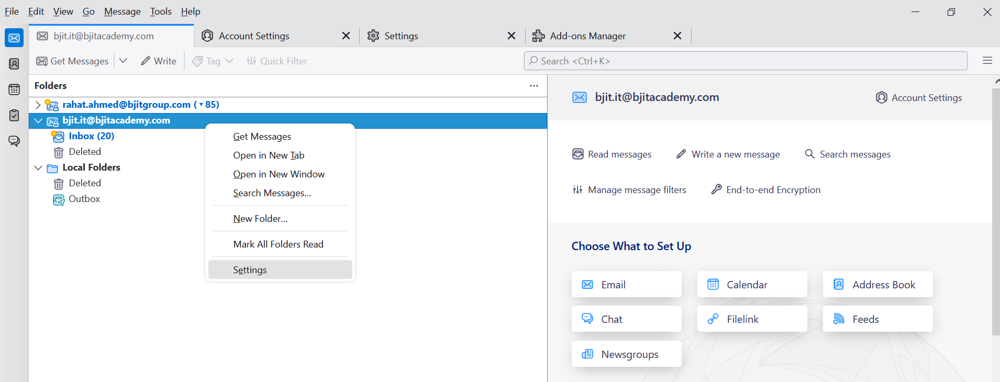 File Edit View Go Message Tools Help
bjit.it@bjitacademy.com Account Settings Settings Add-ons Manager
Get Messages Write Tag Quick Filter Search <Ctrl+K>
Folders ...
rahat.ahmed@bjitgroup.com (▾85)
bjit.it@bjitacademy.com
Inbox (20)
Deleted
Local Folders
Deleted
Outbox
Get Messages
Open in New Tab
Open in New Window
Search Messages...
New Folder...
Mark All Folders Read
Settings
bjit.it@bjitacademy.com Account Settings
Read messages Write a new message Search messages
Manage message filters End-to-end Encryption
Choose What to Set Up
Email Calendar Address Book
Chat Filelink Feeds
Newsgroups